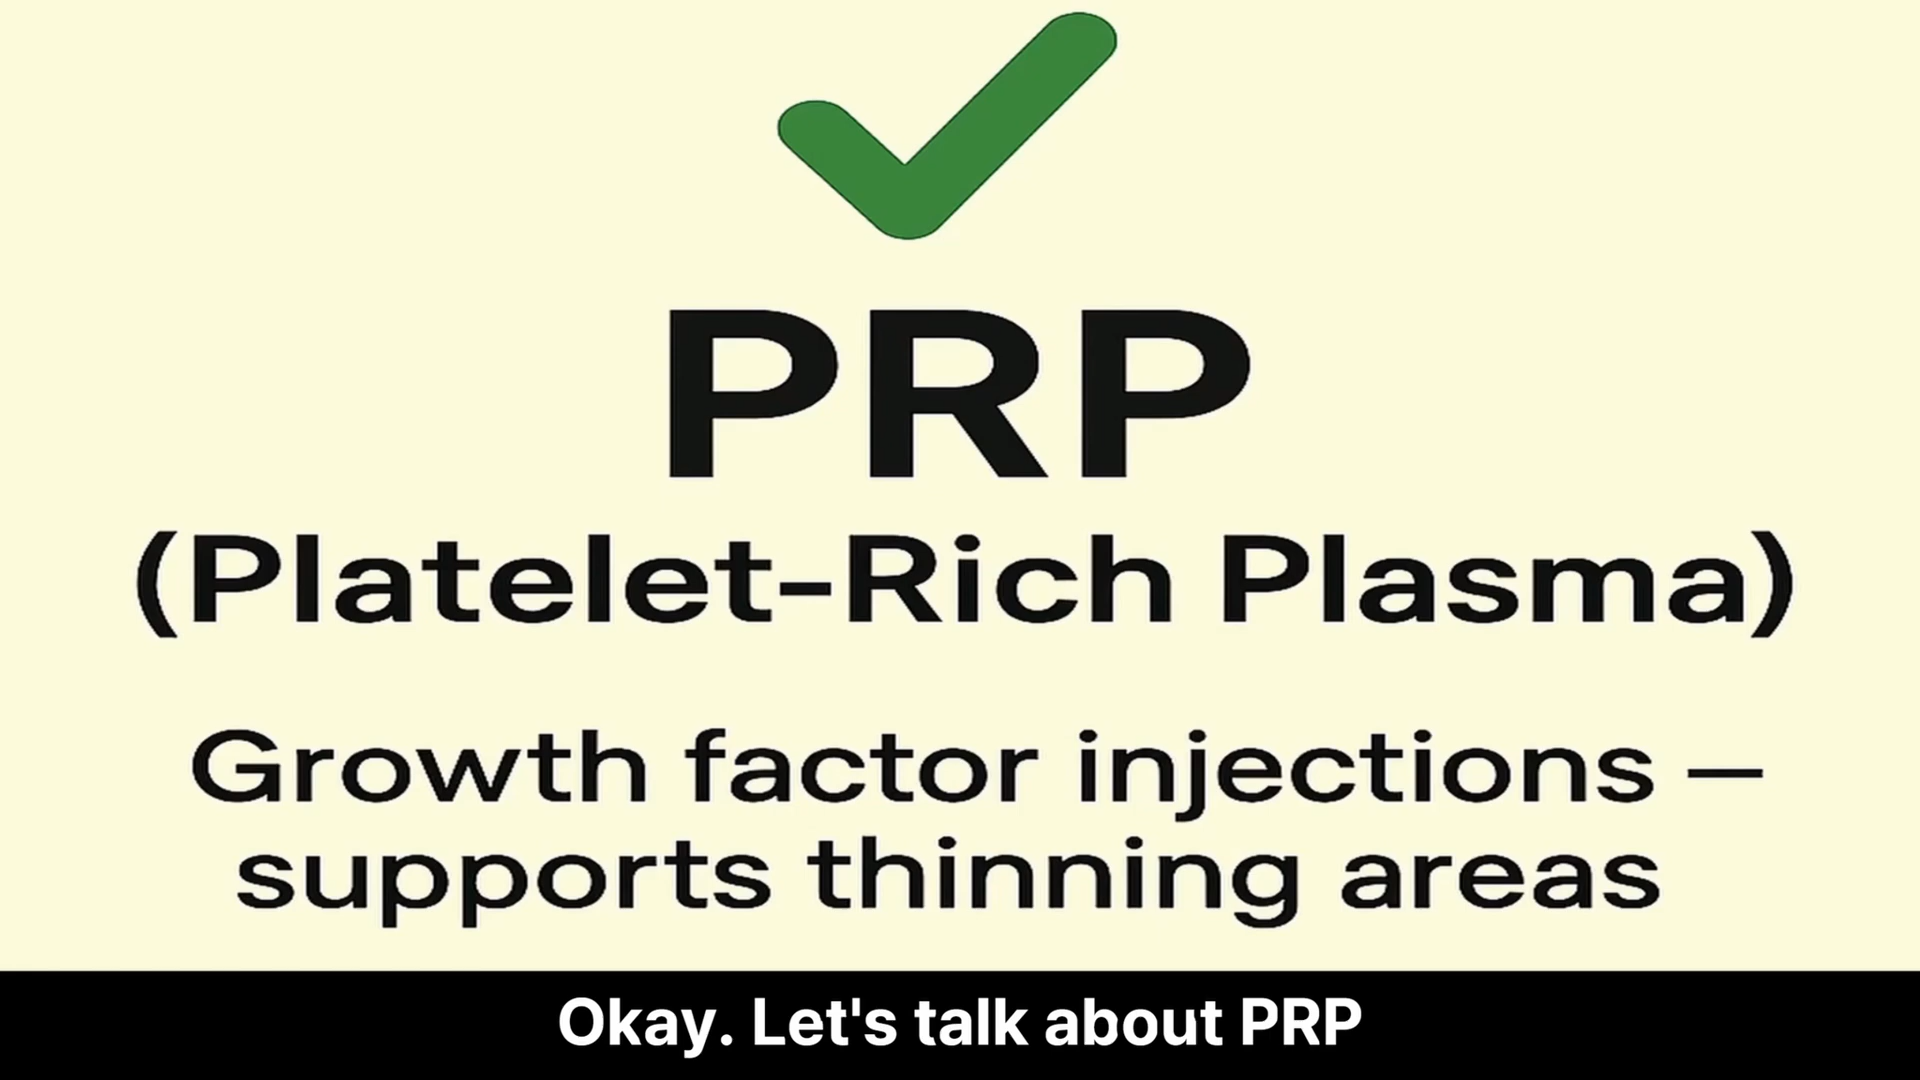 PRP
(Platelet-Rich Plasma)
Growth factor injections —
supports thinning areas
Okay. Let's talk about PRP